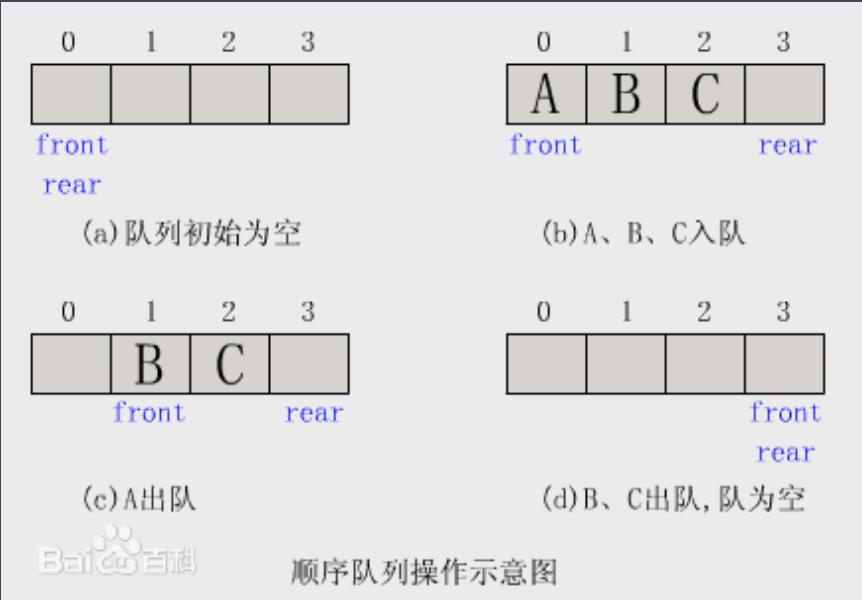 0 1 2 3
front
rear
(a)队列初始为空
0 1 2 3
A B C
front rear
(b)A、B、C入队
0 1 2 3
B C
front rear
(c)A出队
0 1 2 3
front
rear
(d)B、C出队,队为空
Bai百科
顺序队列操作示意图